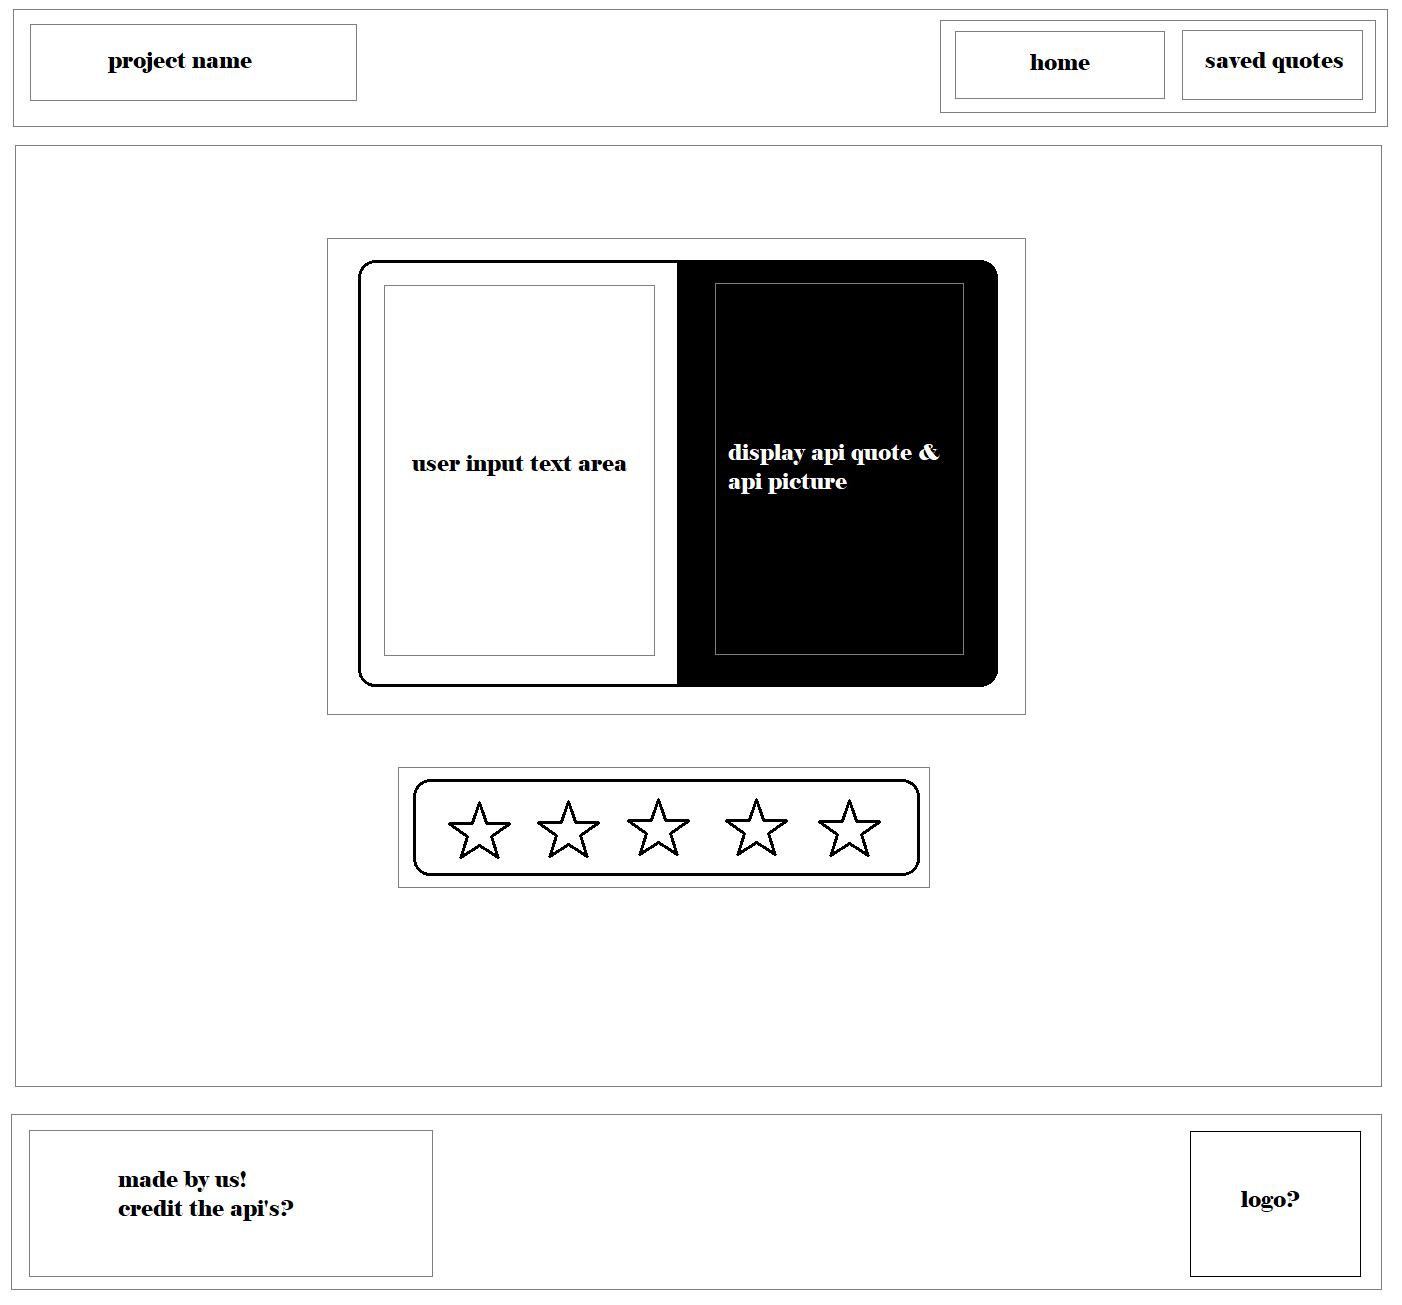 project name
home
saved quotes
user input text area
display api quote &
api picture
made by us!
credit the api's?
logo?